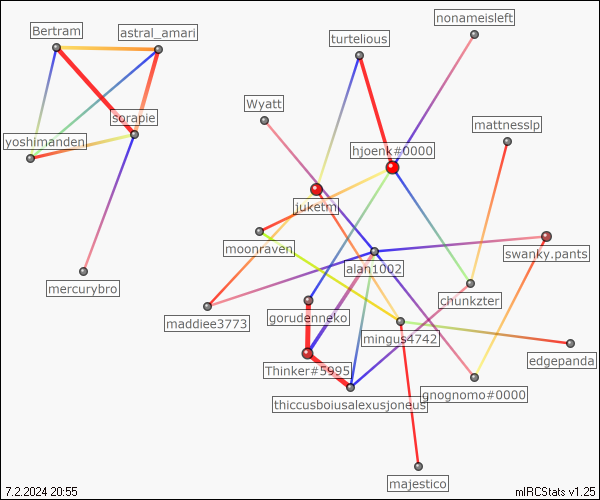 nonameisleft
Bertram
astral_amari
turtelious
Wyatt
sorapie
mattnesslp
yoshimanden
hjoenk#0000
juketm
moonraven
swanky.pants
alan1002
mercurybro
chunkzter
gorudenneko
maddiee3773
mingus4742
edgepanda
Thinker#5995
gnognomo#0000
thiccusboiusalexusjoneus
majestico
7.2.2024 20:55
mIRCStats v1.25